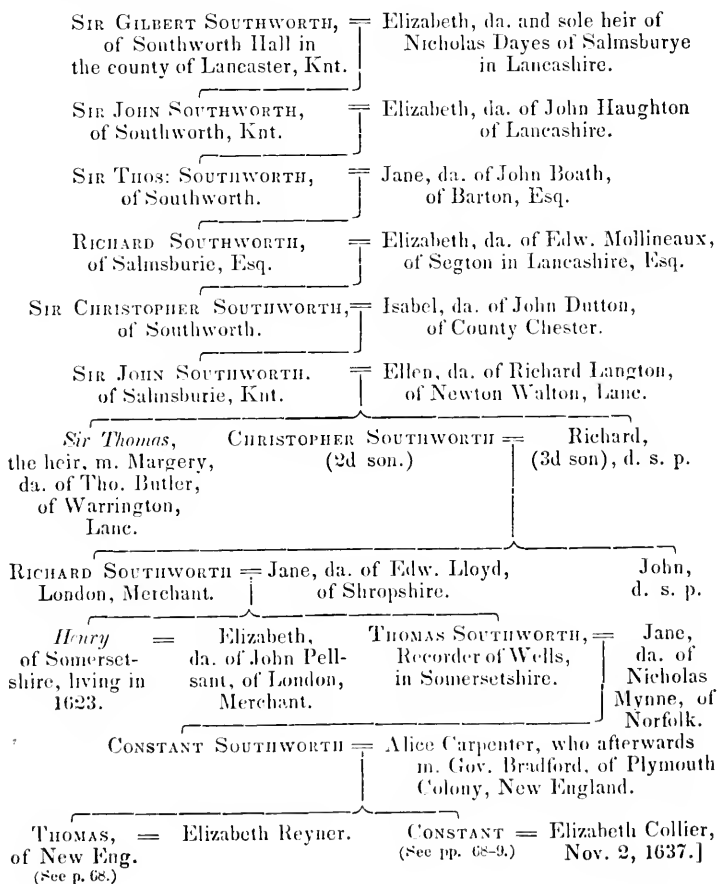 SIR GILBERT SOUTHWORTH, = Elizabeth, da. and sole heir of
of Southworth Hall in Nicholas Dayes of Salmsburye
the county of Lancaster, Knt. in Lancashire.
SIR JOHN SOUTHWORTH, = Elizabeth, da. of John Haughton
of Southworth, Knt. of Lancashire.
SIR THOS: SOUTHWORTH, = Jane, da. of John Boath,
of Southworth. of Barton, Esq.
RICHARD SOUTHWORTH, = Elizabeth, da. of Edw. Mollineaux,
of Salmsburie, Esq. of Segton in Lancashire, Esq.
SIR CHRISTOPHER SOUTHWORTH, = Isabel, da. of John Dutton,
of Southworth. of County Chester.
SIR JOHN SOUTHWORTH. = Ellen, da. of Richard Langton,
of Salmsburie, Knt. of Newton Walton, Lanc.
Sir Thomas, CHRISTOPHER SOUTHWORTH = Richard,
the heir, m. Margery, (2d son.) (3d son), d. s. p.
da. of Tho. Butler,
of Warrington,
Lanc.
RICHARD SOUTHWORTH = Jane, da. of Edw. Lloyd, John,
London, Merchant. of Shropshire. d. s. p.
Henry = Elizabeth, THOMAS SOUTHWORTH, = Jane,
of Somerset- da. of John Pell- Recorder of Wells, da. of
shire, living in sant, of London, in Somersetshire. Nicholas
1623. Merchant. Mynne, of
Norfolk.
CONSTANT SOUTHWORTH = Alice Carpenter, who afterwards
m. Gov. Bradford, of Plymouth
Colony, New England.
THOMAS, = Elizabeth Reyner. CONSTANT = Elizabeth Collier,
of New Eng. (See pp. 68-9.) Nov. 2, 1637.]
(See p. 68.)